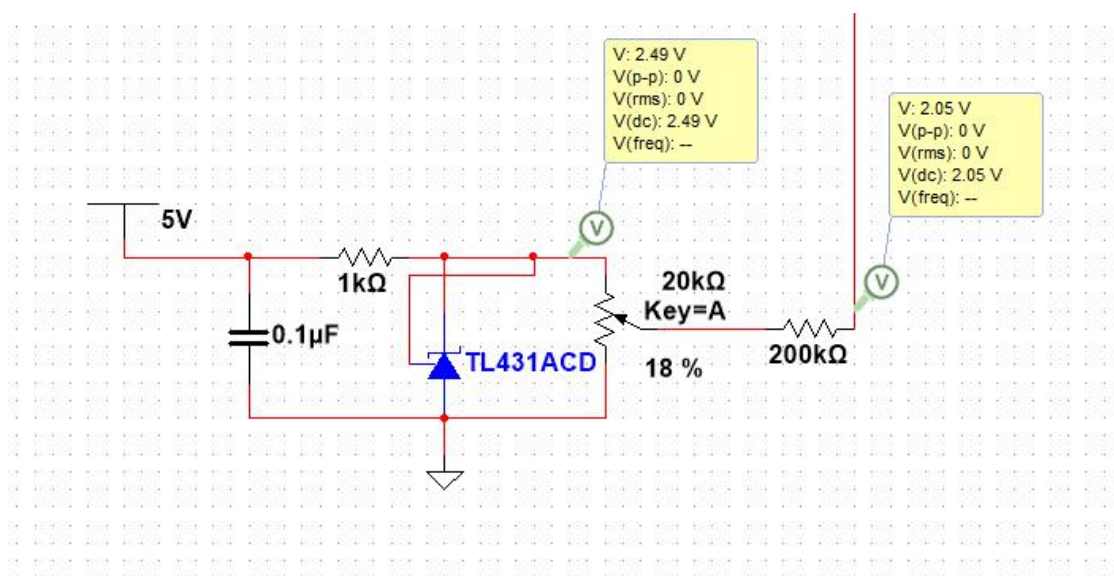 V: 2.49 V
V(p-p): 0 V
V(rms): 0 V
V(dc): 2.49 V
V(freq): --
V: 2.05 V
V(p-p): 0 V
V(rms): 0 V
V(dc): 2.05 V
V(freq): --
5V
V
V
1kΩ
20kΩ
Key=A
0.1µF
TL431ACD
18 %
200kΩ